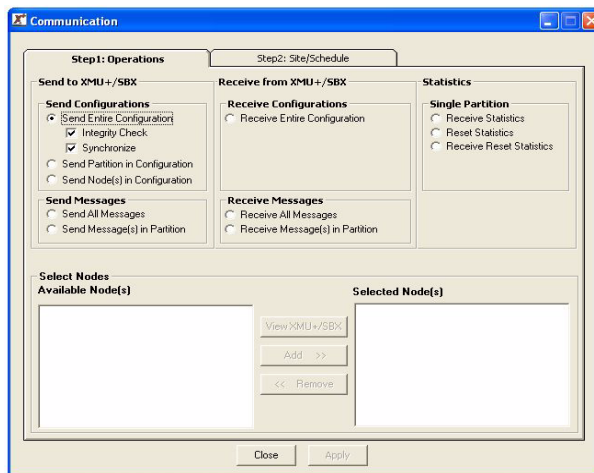 Communication
Step1: Operations
Step2: Site/Schedule
Send to XMU+/SBX
Receive from XMU+/SBX
Statistics
Send Configurations
Receive Configurations
Single Partition
Send Entire Configuration
Receive Entire Configuration
Receive Statistics
Integrity Check
Reset Statistics
Synchronize
Receive Reset Statistics
Send Partition in Configuration
Send Node(s) in Configuration
Send Messages
Receive Messages
Send All Messages
Receive All Messages
Send Message(s) in Partition
Receive Message(s) in Partition
Select Nodes
Available Node(s)
Selected Node(s)
View XMU+/SBX
Add >>
<< Remove
Close
Apply